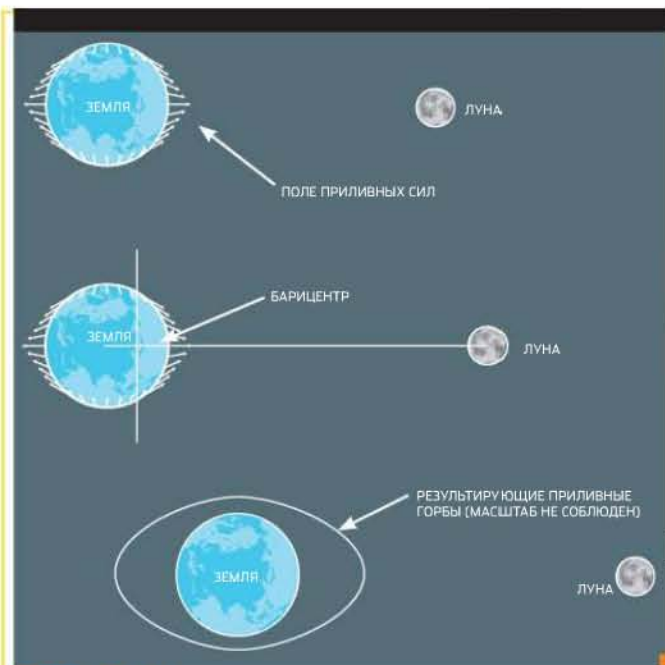 ЗЕМЛЯ
ЛУНА
ПОЛЕ ПРИЛИВНЫХ СИЛ
БАРИЦЕНТР
ЗЕМЛЯ
ЛУНА
РЕЗУЛЬТИРУЮЩИЕ ПРИЛИВНЫЕ
ГОРБЫ (МАСШТАБ НЕ СОБЛЮДЕН)
ЗЕМЛЯ
ЛУНА